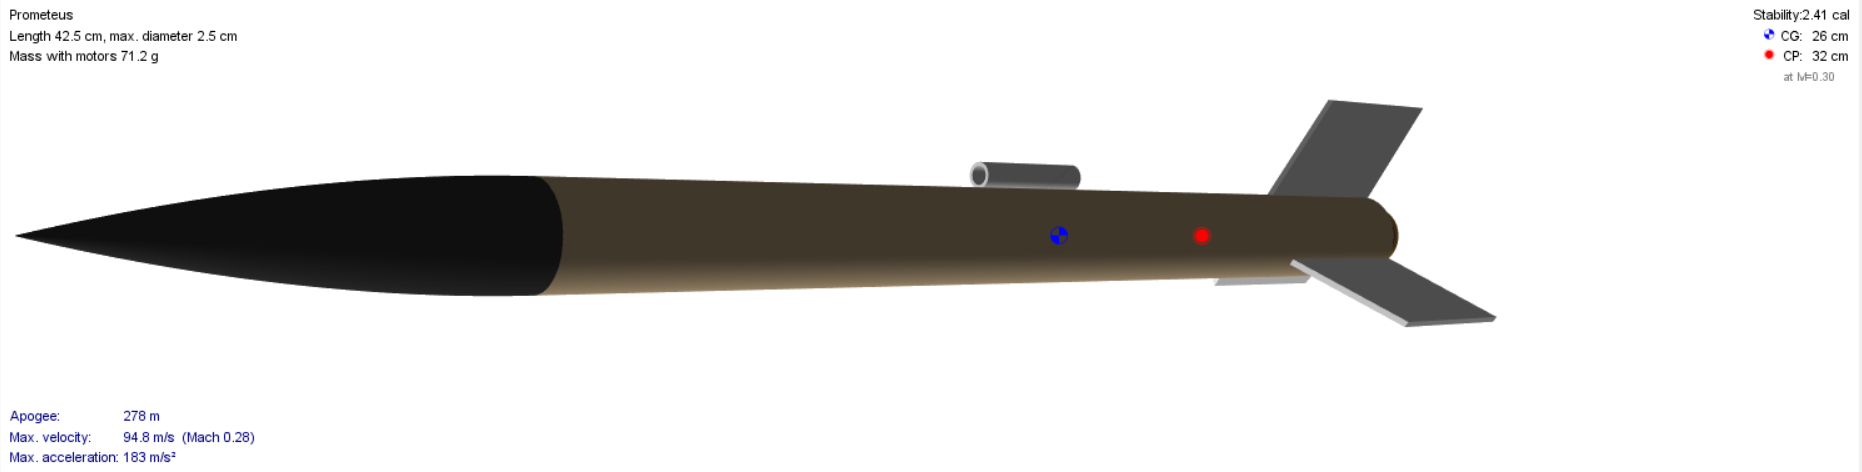 Prometeus
Length 42.5 cm, max. diameter 2.5 cm
Mass with motors 71.2 g
Stability:2.41 cal
CG: 26 cm
CP: 32 cm
at M=0.30
Apogee: 278 m
Max. velocity: 94.8 m/s (Mach 0.28)
Max. acceleration: 183 m/s²